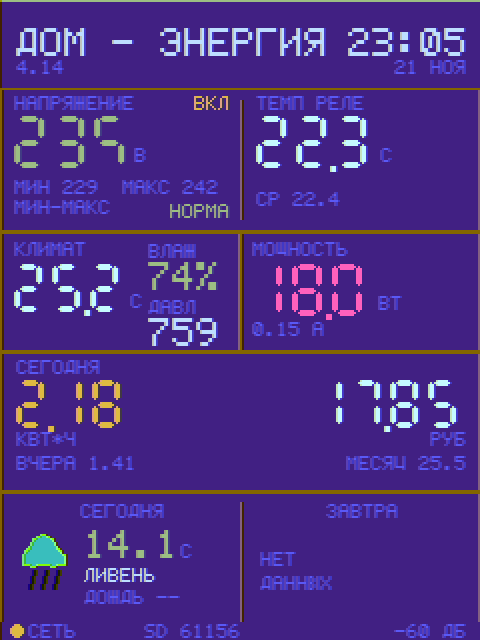 ДОМ - ЭНЕРГИЯ 23:05
4.14 21 НОЯ
НАПРЯЖЕНИЕ ВКЛ
235 В
МИН 229 МАКС 242
МИН-МАКС НОРМА
ТЕМП РЕЛЕ
22.3 С
СР 22.4
КЛИМАТ
25.2 С
ВЛАЖ
74%
ДАВЛ
759
МОЩНОСТЬ
18.0 ВТ
0.15 А
СЕГОДНЯ
2.18 17.85
КВТ*Ч РУБ
ВЧЕРА 1.41 МЕСЯЦ 25.5
СЕГОДНЯ
14.1 С
ЛИВЕНЬ
ДОЖДЬ --
ЗАВТРА
НЕТ
ДАННЫХ
СЕТЬ SD 61156 -60 ДБ